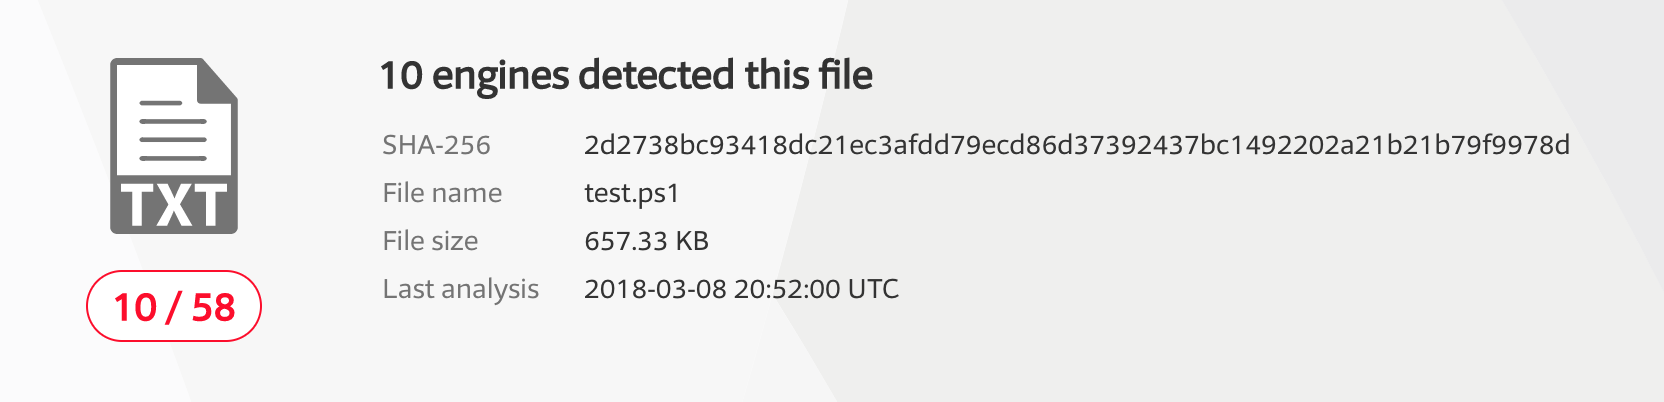 10 engines detected this file
SHA-256 2d2738bc93418dc21ec3afdd79ecd86d37392437bc1492202a21b21b79f9978d
File name test.ps1
File size 657.33 KB
Last analysis 2018-03-08 20:52:00 UTC
TXT
10 / 58